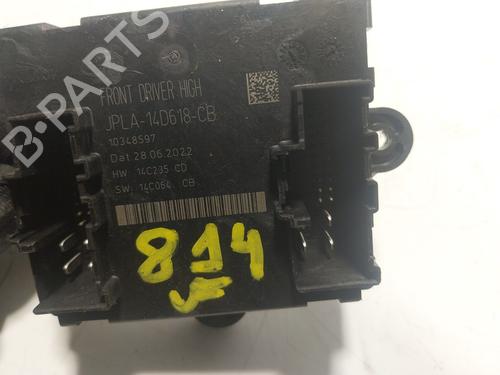 B-PARTS
FRONT DRIVER HIGH
JPLA-14D618-CB
10348597
Dat 28.06.2022
HW 14C235 CD
SW 14C064 CB
814